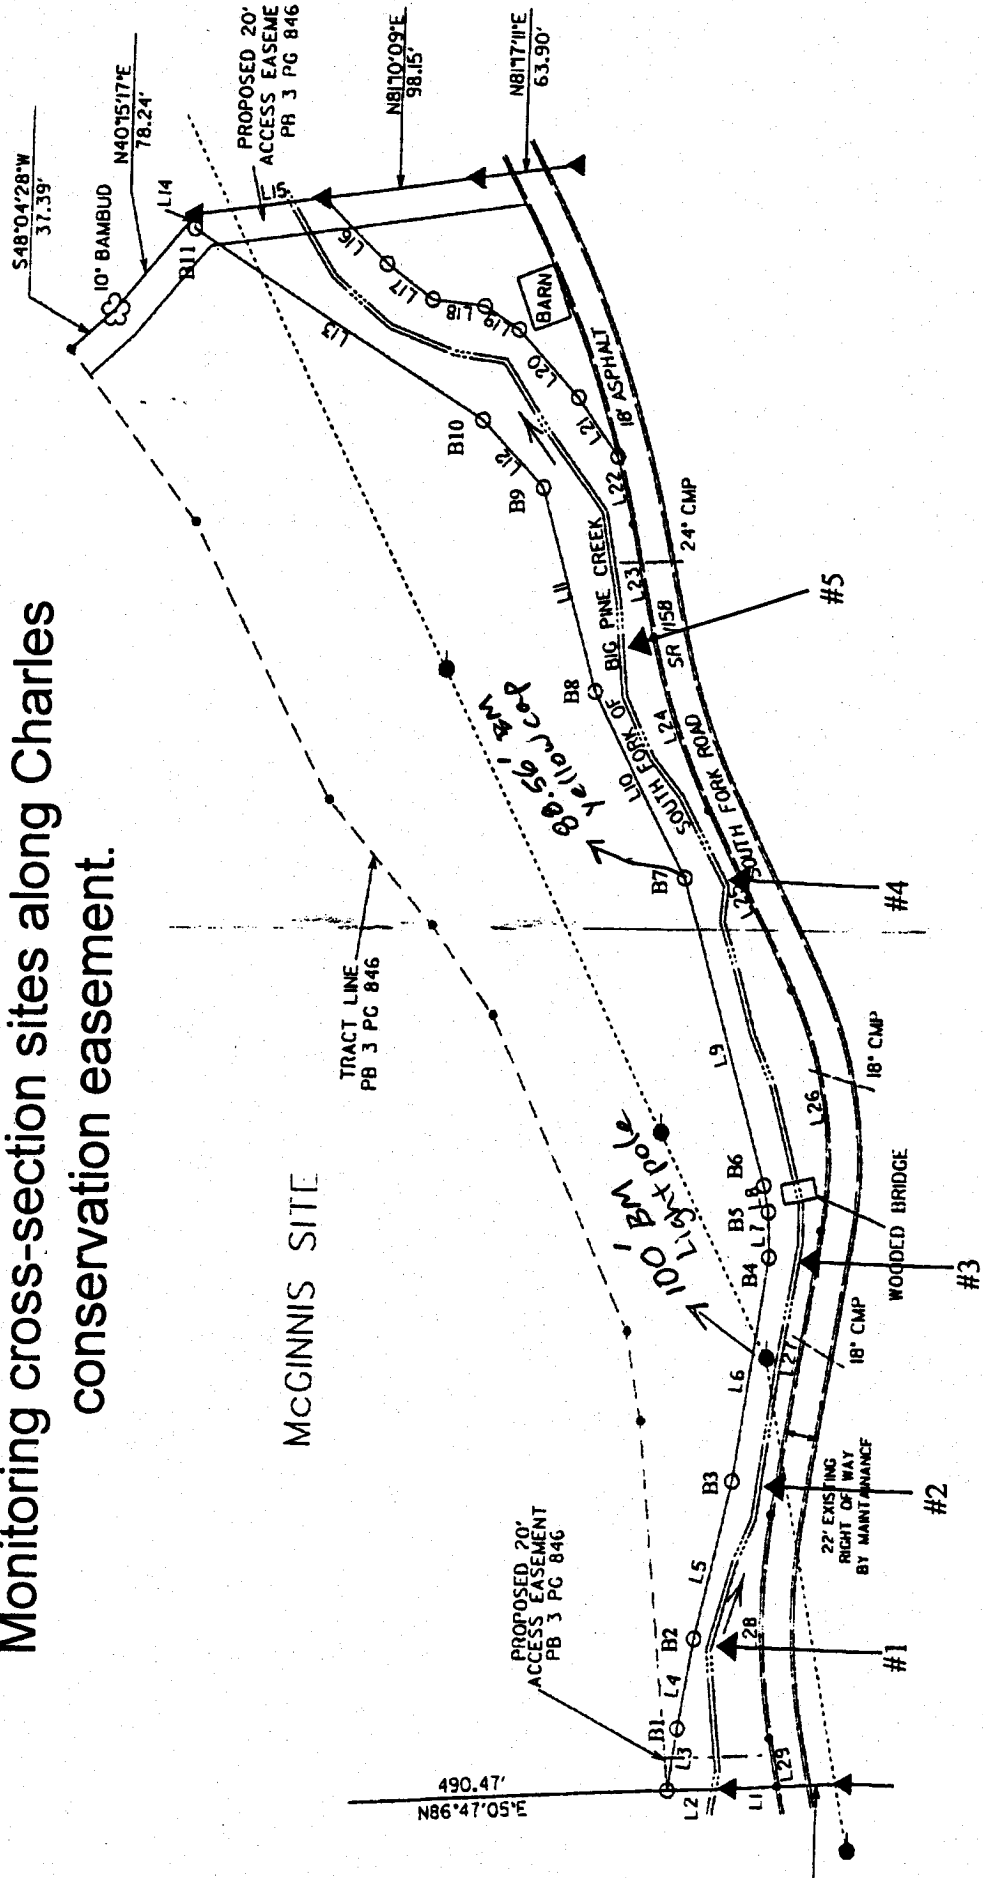 Monitoring cross-section sites along Charles
conservation easement.
S48°04'28"W
37.39'
N40°15'17"E
78.24'
10" BAMBUD
L14
B11
PROPOSED 20'
ACCESS EASEME
PB 3 PG 846
L15
N81°10'09"E
98.15'
N81°17'11"E
63.90'
L16
L17
L18
L19
L20
L21
L22
BARN
18' ASPHALT
L13
B10
L12
B9
L11
B8
24" CMP
L23
SR 1158
#5
SOUTH FORK OF BIG PINE CREEK
L24
SOUTH FORK ROAD
L10
88.56' BM
yellow cap
B7
L25
#4
TRACT LINE
PB 3 PG 846
L9
18" CMP
L26
McGINNIS SITE
100' BM
Light pole
B6
L8
B5
L7
B4
WOODED BRIDGE
#3
18" CMP
L27
L6
B3
22' EXISTING
RIGHT OF WAY
BY MAINTAINANCE
#2
PROPOSED 20'
ACCESS EASEMENT
PB 3 PG 846
L5
B2
28
#1
L4
B1
L3
L2
L1
L29
490.47'
N86°47'05"E